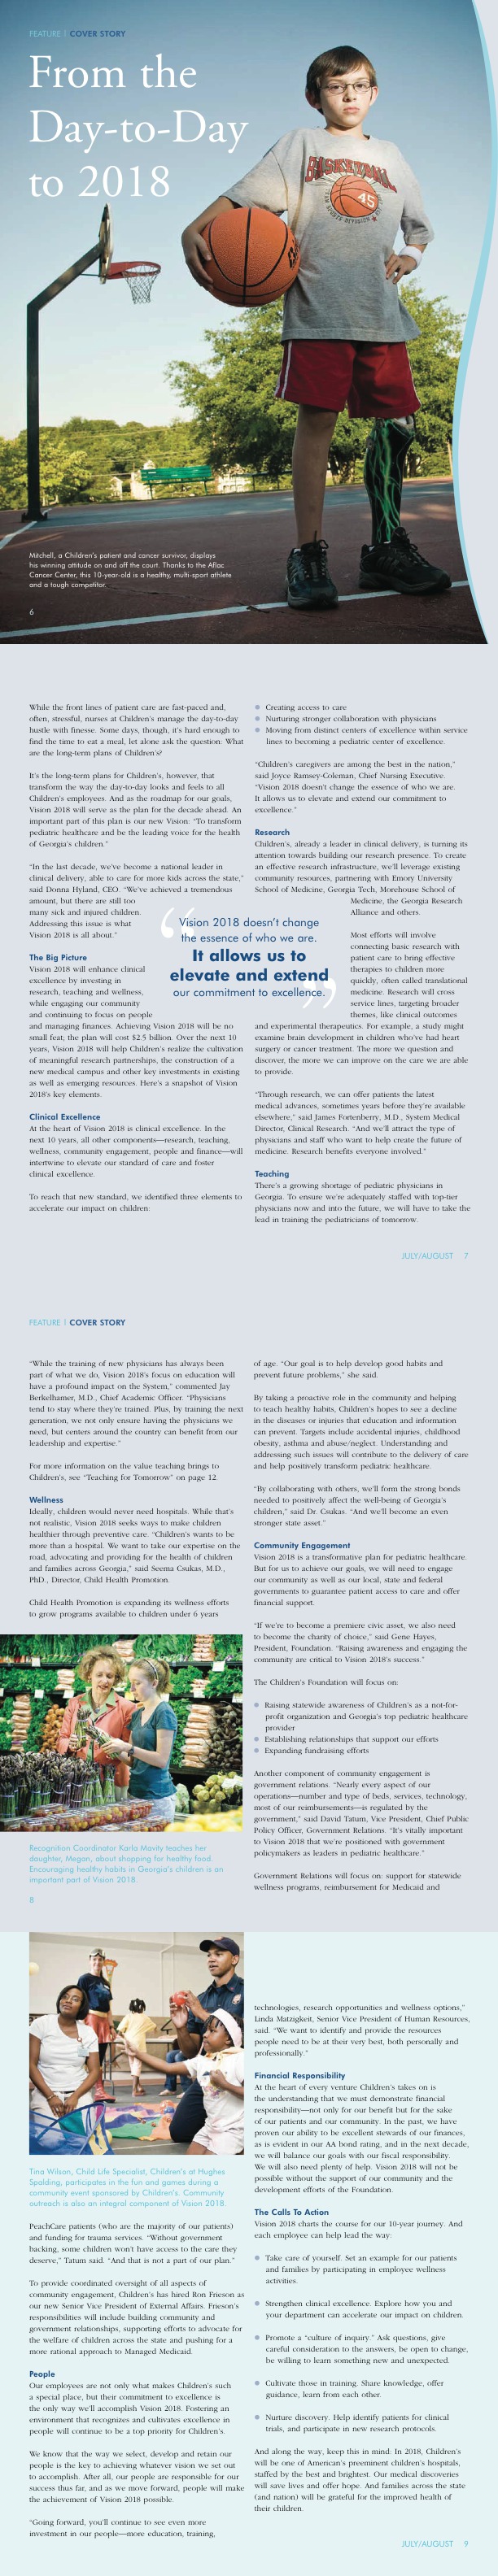 FEATURE | COVER STORY
From the
Day-to-Day
to 2018
BASKETBALL
45
Mitchell, a Children's patient and cancer survivor, displays
his winning attitude on and off the court. Thanks to the Aflac
Cancer Center, this 10-year-old is a healthy, multi-sport athlete
and a tough competitor.
6
While the front lines of patient care are fast-paced and,
often, stressful, nurses at Children's manage the day-to-day
hustle with finesse. Some days, though, it's hard enough to
find the time to eat a meal, let alone ask the question: What
are the long-term plans of Children's?
It's the long-term plans for Children's, however, that
transform the way the day-to-day looks and feels to all
Children's employees. And as the roadmap for our goals,
Vision 2018 will serve as the plan for the decade ahead. An
important part of this plan is our new Vision: "To transform
pediatric healthcare and be the leading voice for the health
of Georgia's children."
"In the last decade, we've become a national leader in
clinical delivery, able to care for more kids across the state,"
said Donna Hyland, CEO. "We've achieved a tremendous
amount, but there are still too
many sick and injured children.
Addressing this issue is what
Vision 2018 is all about."
The Big Picture
Vision 2018 will enhance clinical
excellence by investing in
research, teaching and wellness,
while engaging our community
and continuing to focus on people
and managing finances. Achieving Vision 2018 will be no
small feat; the plan will cost $2.5 billion. Over the next 10
years, Vision 2018 will help Children's realize the cultivation
of meaningful research partnerships, the construction of a
new medical campus and other key investments in existing
as well as emerging resources. Here's a snapshot of Vision
2018's key elements.
Clinical Excellence
At the heart of Vision 2018 is clinical excellence. In the
next 10 years, all other components—research, teaching,
wellness, community engagement, people and finance—will
intertwine to elevate our standard of care and foster
clinical excellence.
To reach that new standard, we identified three elements to
accelerate our impact on children:
"Vision 2018 doesn't change
the essence of who we are.
It allows us to
elevate and extend
our commitment to excellence."
● Creating access to care
● Nurturing stronger collaboration with physicians
● Moving from distinct centers of excellence within service
lines to becoming a pediatric center of excellence.
"Children's caregivers are among the best in the nation,"
said Joyce Ramsey-Coleman, Chief Nursing Executive.
"Vision 2018 doesn't change the essence of who we are.
It allows us to elevate and extend our commitment to
excellence."
Research
Children's, already a leader in clinical delivery, is turning its
attention towards building our research presence. To create
an effective research infrastructure, we'll leverage existing
community resources, partnering with Emory University
School of Medicine, Georgia Tech, Morehouse School of
Medicine, the Georgia Research
Alliance and others.
Most efforts will involve
connecting basic research with
patient care to bring effective
therapies to children more
quickly, often called translational
medicine. Research will cross
service lines, targeting broader
themes, like clinical outcomes
and experimental therapeutics. For example, a study might
examine brain development in children who've had heart
surgery or cancer treatment. The more we question and
discover, the more we can improve on the care we are able
to provide.
"Through research, we can offer patients the latest
medical advances, sometimes years before they're available
elsewhere," said James Fortenberry, M.D., System Medical
Director, Clinical Research. "And we'll attract the type of
physicians and staff who want to help create the future of
medicine. Research benefits everyone involved."
Teaching
There's a growing shortage of pediatric physicians in
Georgia. To ensure we're adequately staffed with top-tier
physicians now and into the future, we will have to take the
lead in training the pediatricians of tomorrow.
JULY/AUGUST 7
FEATURE | COVER STORY
"While the training of new physicians has always been
part of what we do, Vision 2018's focus on education will
have a profound impact on the System," commented Jay
Berkelhamer, M.D., Chief Academic Officer. "Physicians
tend to stay where they're trained. Plus, by training the next
generation, we not only ensure having the physicians we
need, but centers around the country can benefit from our
leadership and expertise."
For more information on the value teaching brings to
Children's, see "Teaching for Tomorrow" on page 12.
Wellness
Ideally, children would never need hospitals. While that's
not realistic, Vision 2018 seeks ways to make children
healthier through preventive care. "Children's wants to be
more than a hospital. We want to take our expertise on the
road, advocating and providing for the health of children
and families across Georgia," said Seema Csukas, M.D.,
PhD., Director, Child Health Promotion.
Child Health Promotion is expanding its wellness efforts
to grow programs available to children under 6 years
Recognition Coordinator Karla Mavity teaches her
daughter, Megan, about shopping for healthy food.
Encouraging healthy habits in Georgia's children is an
important part of Vision 2018.
8
of age. "Our goal is to help develop good habits and
prevent future problems," she said.
By taking a proactive role in the community and helping
to teach healthy habits, Children's hopes to see a decline
in the diseases or injuries that education and information
can prevent. Targets include accidental injuries, childhood
obesity, asthma and abuse/neglect. Understanding and
addressing such issues will contribute to the delivery of care
and help positively transform pediatric healthcare.
"By collaborating with others, we'll form the strong bonds
needed to positively affect the well-being of Georgia's
children," said Dr. Csukas. "And we'll become an even
stronger state asset."
Community Engagement
Vision 2018 is a transformative plan for pediatric healthcare.
But for us to achieve our goals, we will need to engage
our community as well as our local, state and federal
governments to guarantee patient access to care and offer
financial support.
"If we're to become a premiere civic asset, we also need
to become the charity of choice," said Gene Hayes,
President, Foundation. "Raising awareness and engaging the
community are critical to Vision 2018's success."
The Children's Foundation will focus on:
● Raising statewide awareness of Children's as a not-for-
profit organization and Georgia's top pediatric healthcare
provider
● Establishing relationships that support our efforts
● Expanding fundraising efforts
Another component of community engagement is
government relations. "Nearly every aspect of our
operations—number and type of beds, services, technology,
most of our reimbursements—is regulated by the
government," said David Tatum, Vice President, Chief Public
Policy Officer, Government Relations. "It's vitally important
to Vision 2018 that we're positioned with government
policymakers as leaders in pediatric healthcare."
Government Relations will focus on: support for statewide
wellness programs, reimbursement for Medicaid and
Tina Wilson, Child Life Specialist, Children's at Hughes
Spalding, participates in the fun and games during a
community event sponsored by Children's. Community
outreach is also an integral component of Vision 2018.
PeachCare patients (who are the majority of our patients)
and funding for trauma services. "Without government
backing, some children won't have access to the care they
deserve," Tatum said. "And that is not a part of our plan."
To provide coordinated oversight of all aspects of
community engagement, Children's has hired Ron Frieson as
our new Senior Vice President of External Affairs. Frieson's
responsibilities will include building community and
government relationships, supporting efforts to advocate for
the welfare of children across the state and pushing for a
more rational approach to Managed Medicaid.
People
Our employees are not only what makes Children's such
a special place, but their commitment to excellence is
the only way we'll accomplish Vision 2018. Fostering an
environment that recognizes and cultivates excellence in
people will continue to be a top priority for Children's.
We know that the way we select, develop and retain our
people is the key to achieving whatever vision we set out
to accomplish. After all, our people are responsible for our
success thus far, and as we move forward, people will make
the achievement of Vision 2018 possible.
"Going forward, you'll continue to see even more
investment in our people—more education, training,
technologies, research opportunities and wellness options,"
Linda Matzigkeit, Senior Vice President of Human Resources,
said. "We want to identify and provide the resources
people need to be at their very best, both personally and
professionally."
Financial Responsibility
At the heart of every venture Children's takes on is
the understanding that we must demonstrate financial
responsibility—not only for our benefit but for the sake
of our patients and our community. In the past, we have
proven our ability to be excellent stewards of our finances,
as is evident in our AA bond rating, and in the next decade,
we will balance our goals with our fiscal responsibility.
We will also need plenty of help. Vision 2018 will not be
possible without the support of our community and the
development efforts of the Foundation.
The Calls To Action
Vision 2018 charts the course for our 10-year journey. And
each employee can help lead the way:
● Take care of yourself. Set an example for our patients
and families by participating in employee wellness
activities.
● Strengthen clinical excellence. Explore how you and
your department can accelerate our impact on children.
● Promote a "culture of inquiry." Ask questions, give
careful consideration to the answers, be open to change,
be willing to learn something new and unexpected.
● Cultivate those in training. Share knowledge, offer
guidance, learn from each other.
● Nurture discovery. Help identify patients for clinical
trials, and participate in new research protocols.
And along the way, keep this in mind: In 2018, Children's
will be one of American's preeminent children's hospitals,
staffed by the best and brightest. Our medical discoveries
will save lives and offer hope. And families across the state
(and nation) will be grateful for the improved health of
their children.
JULY/AUGUST 9